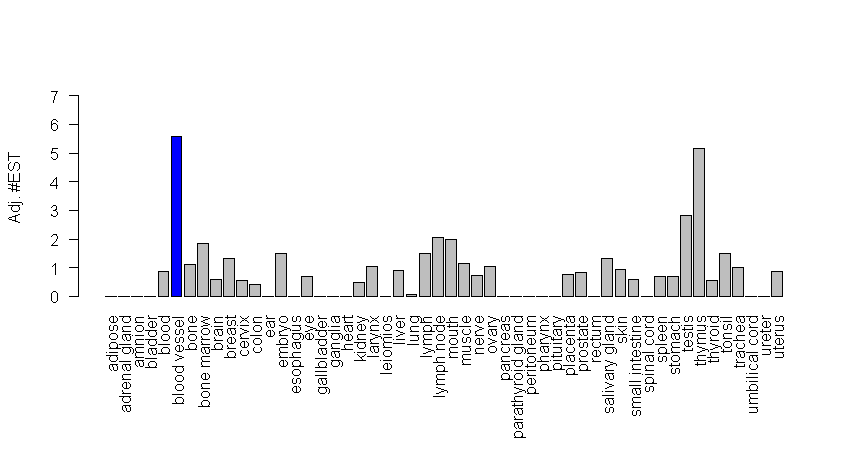 Adj. #EST
7
6
5
4
3
2
1
0
adipose
adrenal gland
amnion
bladder
blood
blood vessel
bone
bone marrow
brain
breast
cervix
colon
ear
embryo
esophagus
eye
gallbladder
ganglia
heart
kidney
larynx
leiomios
liver
lung
lymph
lymph node
mouth
muscle
nerve
ovary
pancreas
parathyroid gland
peritoneum
pharynx
pituitary
placenta
prostate
rectum
salivary gland
skin
small intestine
spinal cord
spleen
stomach
testis
thymus
thyroid
tonsil
trachea
umbilical cord
ureter
uterus